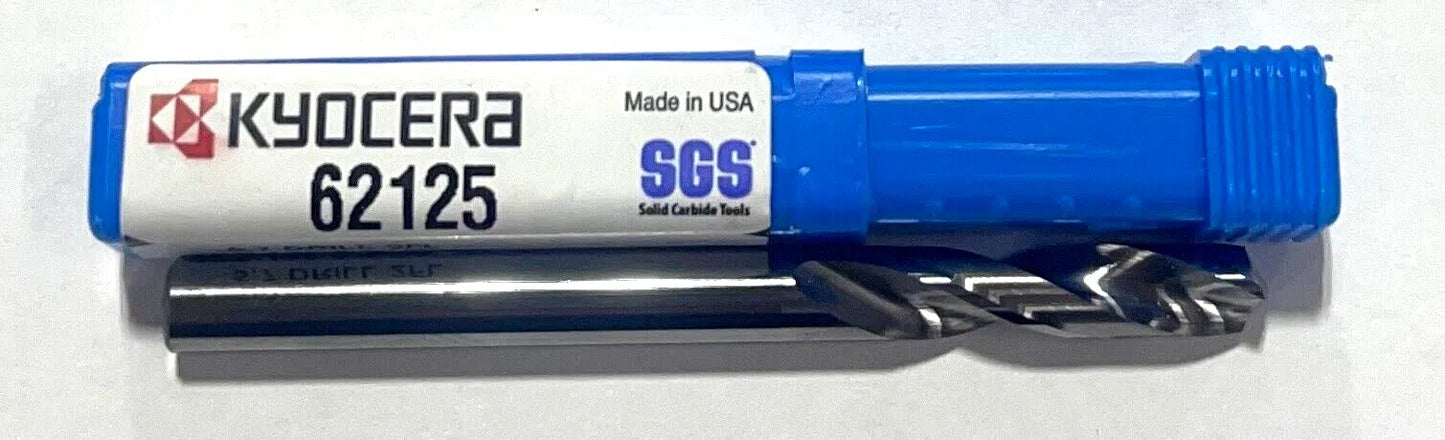 KYOCERA
62125
Made in USA
SGS
Solid Carbide Tools